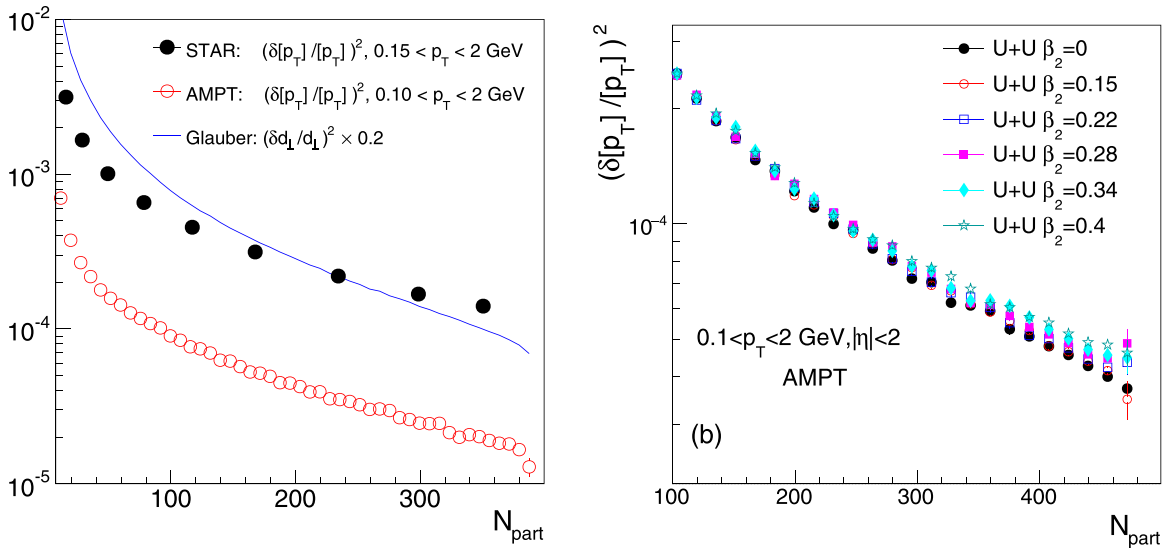 10^-2
10^-3
10^-4
10^-5
STAR: (δ[p_T] /[p_T] )^2, 0.15 < p_T < 2 GeV
AMPT: (δ[p_T] /[p_T] )^2, 0.10 < p_T < 2 GeV
Glauber: (δd_⊥/d_⊥)^2 × 0.2
100
200
300
N_part
(δ[p_T]/[p_T] )^2
10^-4
U+U β_2=0
U+U β_2=0.15
U+U β_2=0.22
U+U β_2=0.28
U+U β_2=0.34
U+U β_2=0.4
0.1<p_T<2 GeV,|η|<2
AMPT
(b)
100
200
300
400
N_part